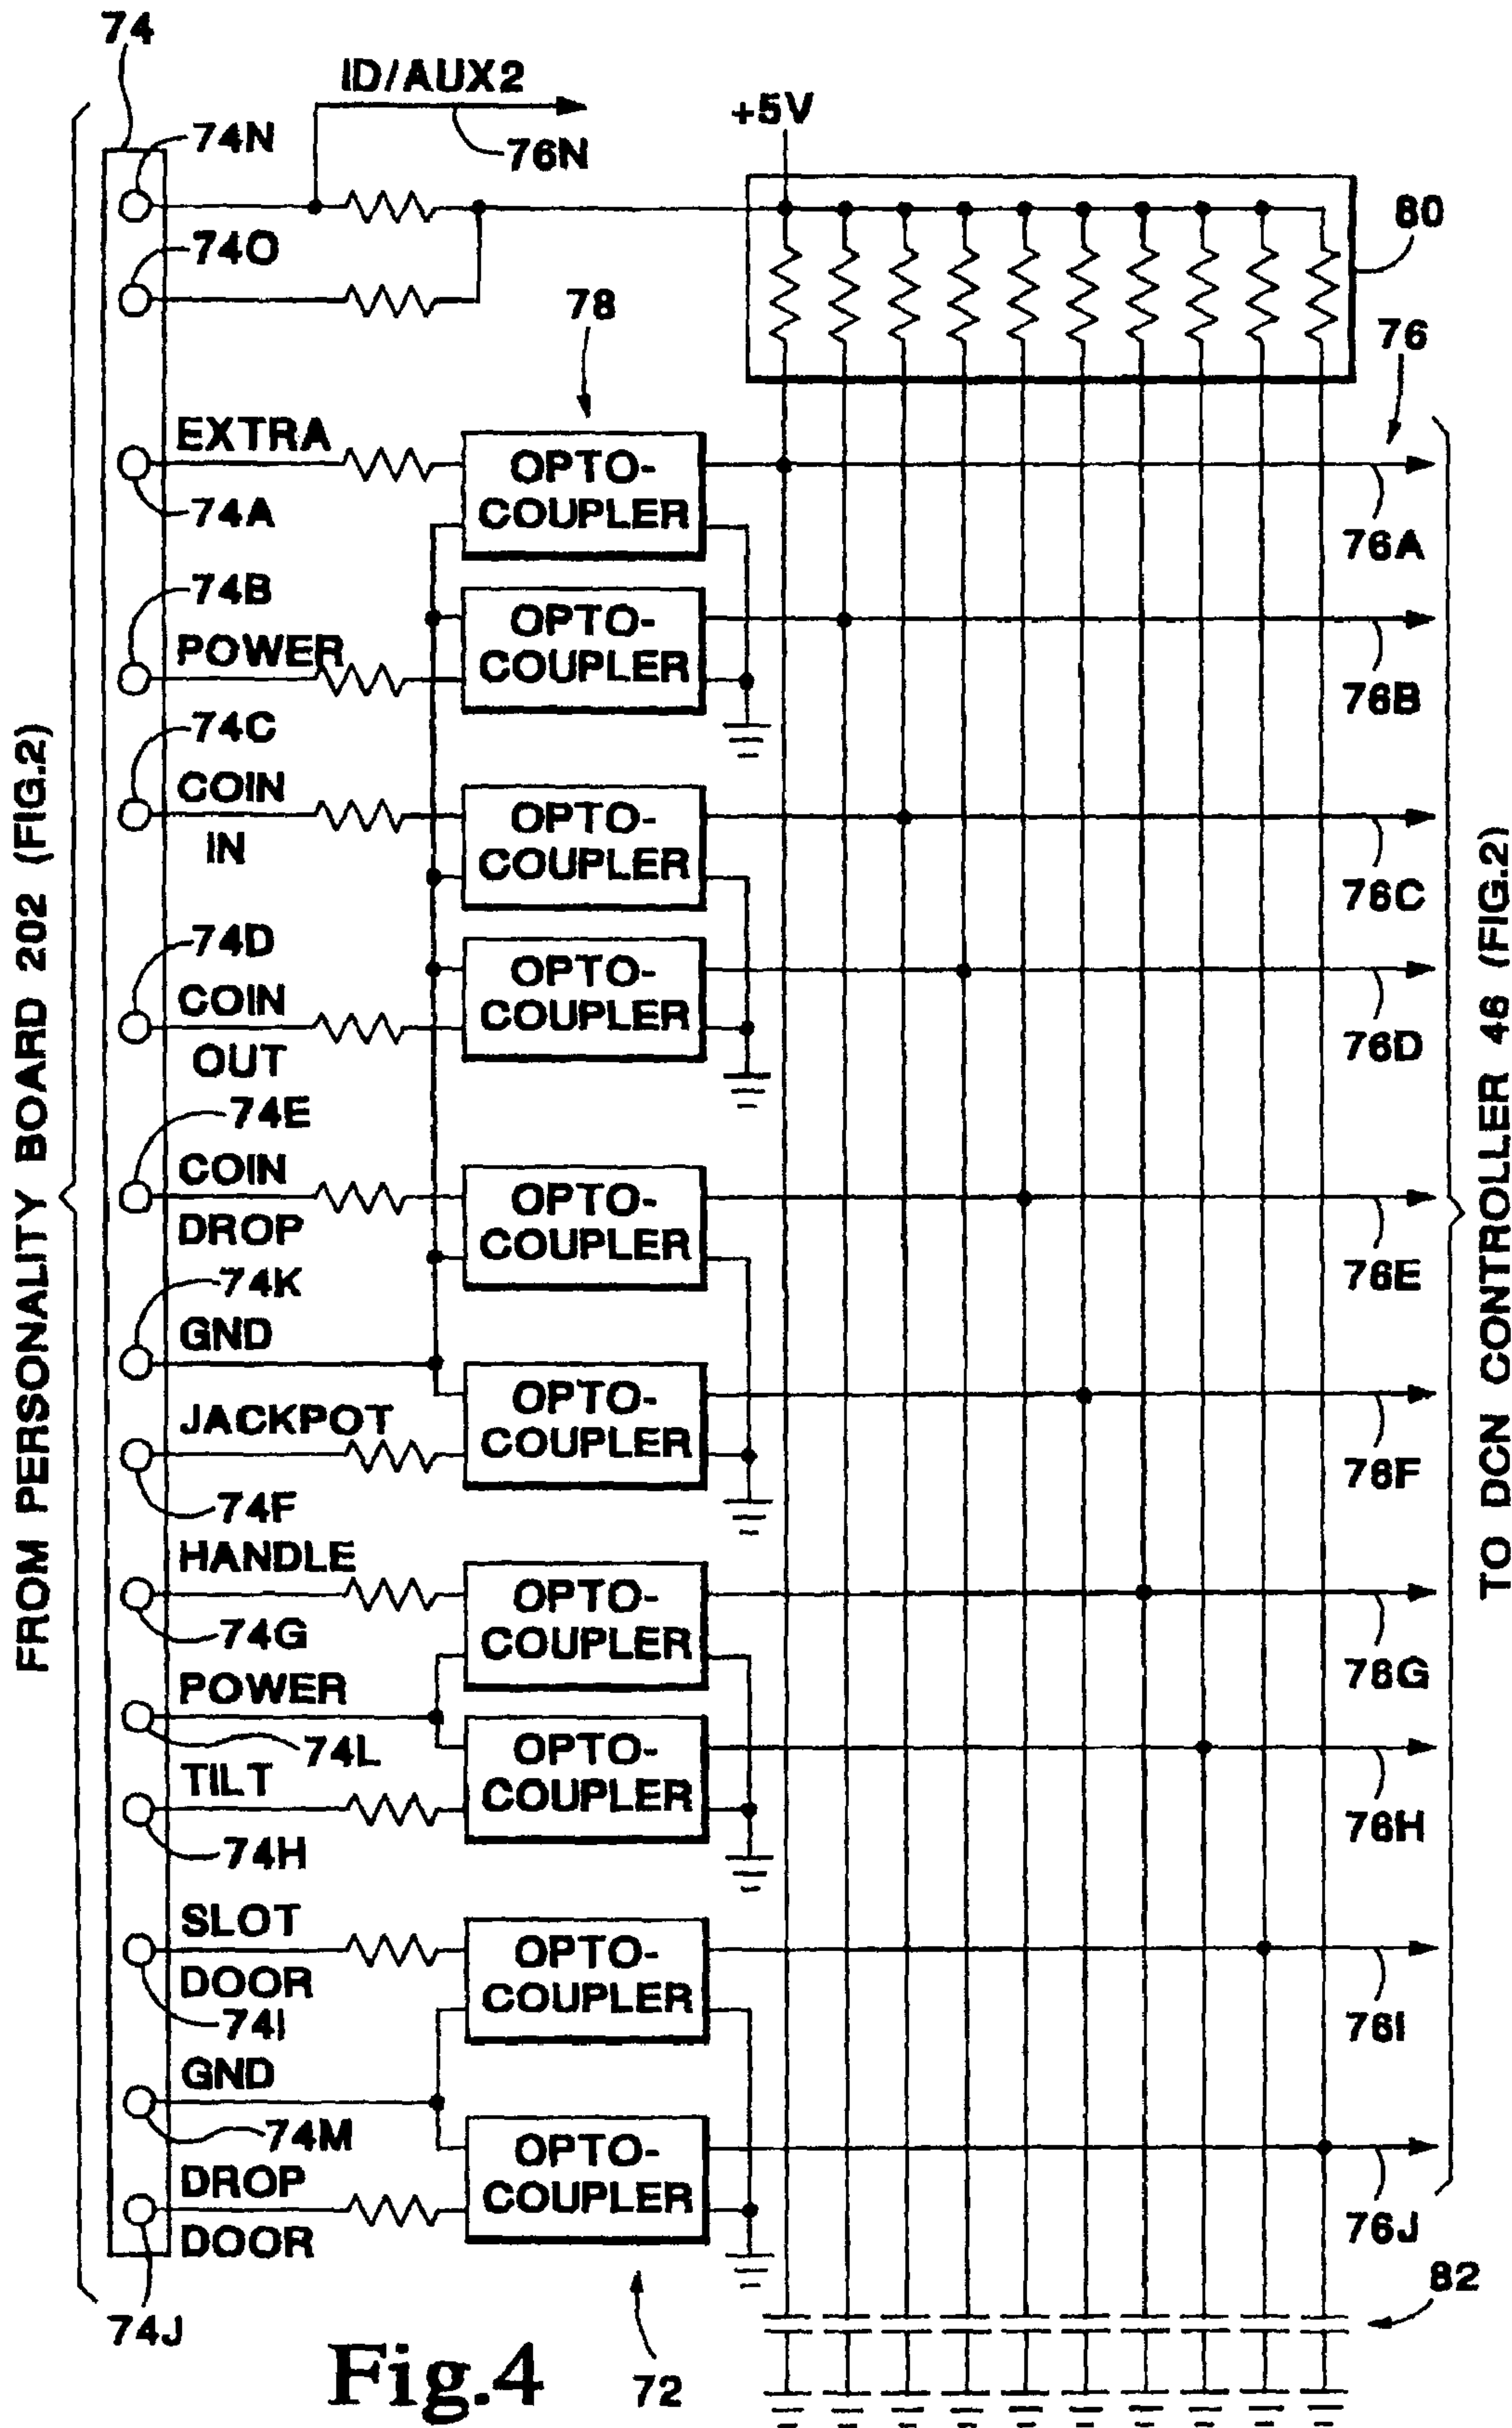 74
ID/AUX2
+5V
74N
76N
80
74O
78
76
EXTRA
OPTO-
COUPLER
74A
76A
74B
OPTO-
COUPLER
POWER
76B
74C
COIN
IN
OPTO-
COUPLER
76C
74D
COIN
OUT
OPTO-
COUPLER
76D
74E
COIN
DROP
OPTO-
COUPLER
76E
74K
GND
JACKPOT
OPTO-
COUPLER
76F
74F
HANDLE
OPTO-
COUPLER
74G
76G
POWER
74L
TILT
OPTO-
COUPLER
74H
76H
SLOT
DOOR
OPTO-
COUPLER
74I
76I
GND
74M
OPTO-
COUPLER
DROP
DOOR
76J
74J
82
72
Fig.4
FROM PERSONALITY BOARD 202 (FIG.2)
TO DCN CONTROLLER 46 (FIG.2)